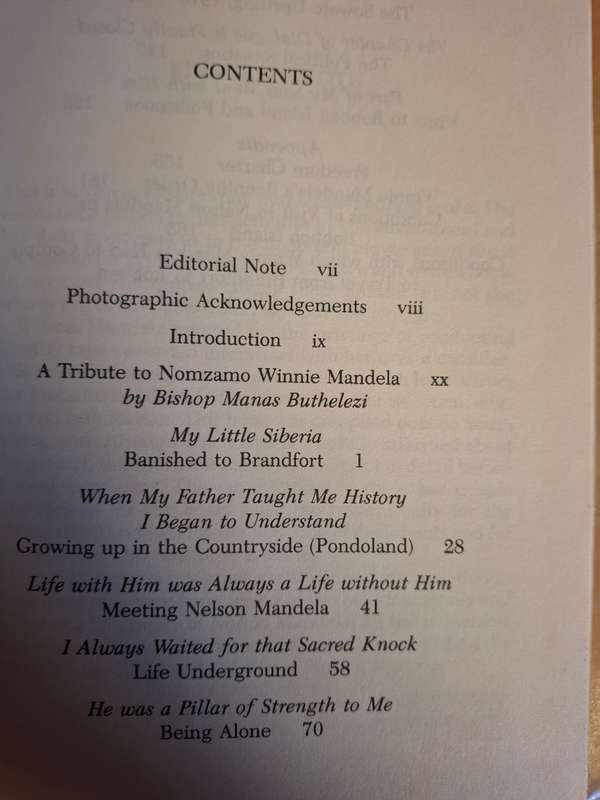 CONTENTS
Editorial Note vii
Photographic Acknowledgements viii
Introduction ix
A Tribute to Nomzamo Winnie Mandela xx
by Bishop Manas Buthelezi
My Little Siberia
Banished to Brandfort 1
When My Father Taught Me History
I Began to Understand
Growing up in the Countryside (Pondoland) 28
Life with Him was Always a Life without Him
Meeting Nelson Mandela 41
I Always Waited for that Sacred Knock
Life Underground 58
He was a Pillar of Strength to Me
Being Alone 70